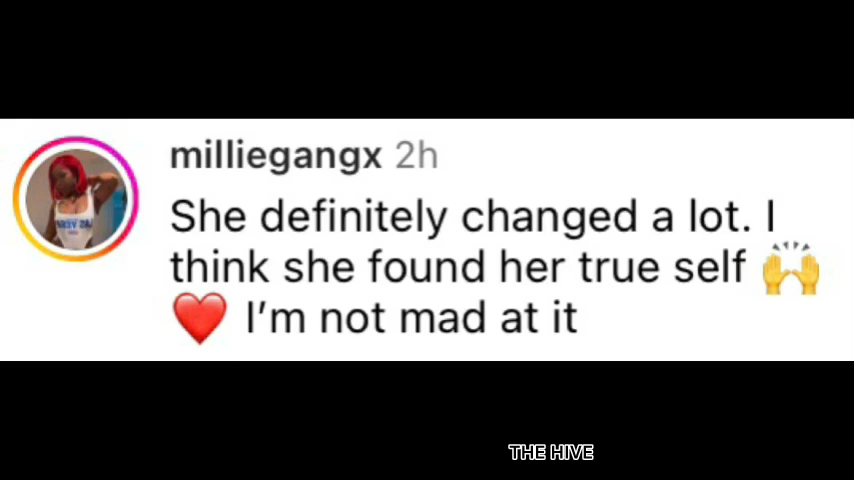 milliegangx 2h
She definitely changed a lot. I
think she found her true self 🙌
❤️ I’m not mad at it
THE HIVE